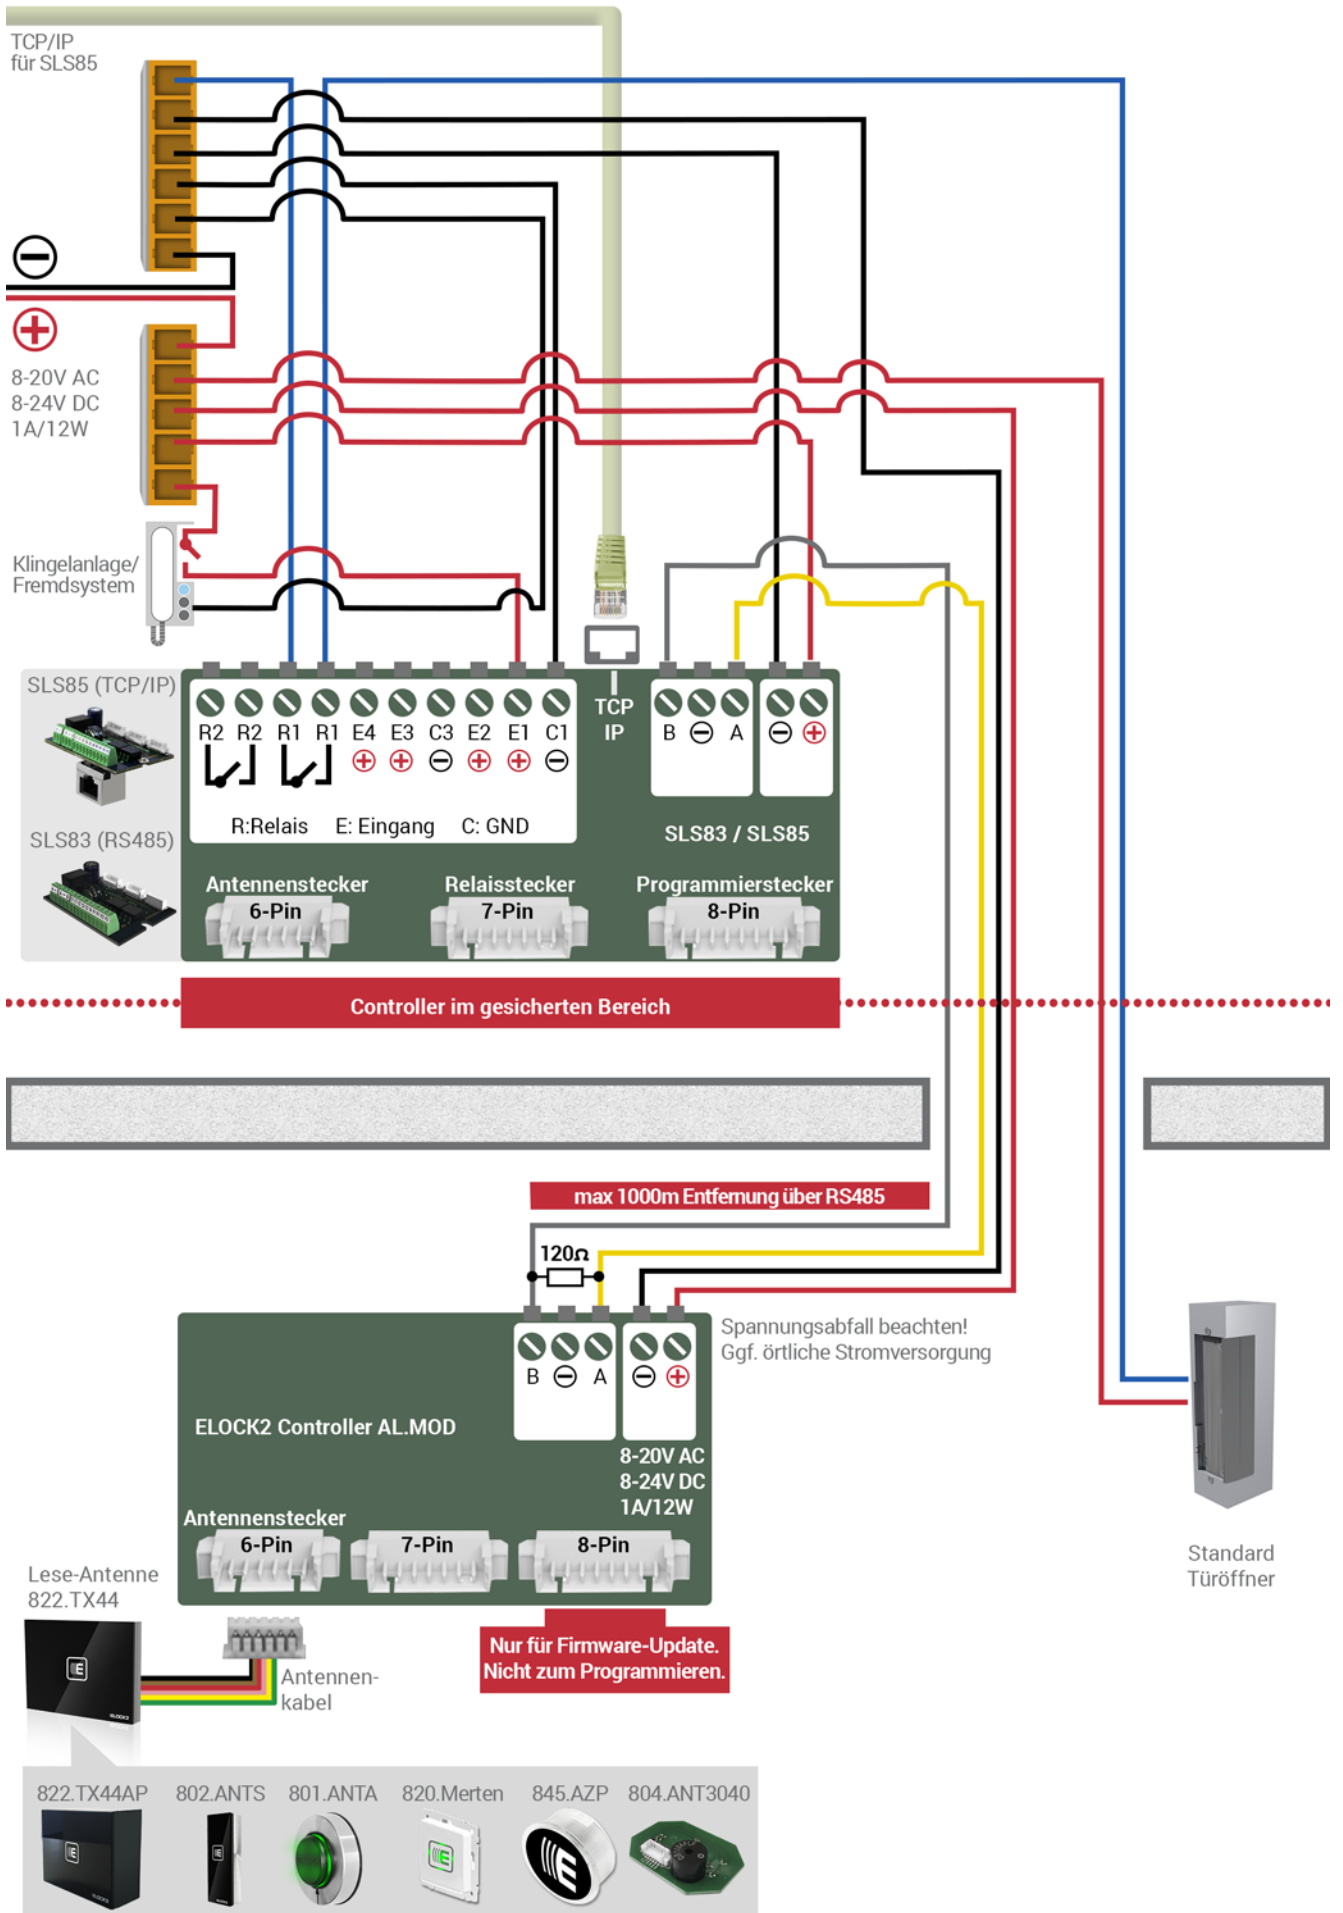 TCP/IP
für SLS85
8-20V AC
8-24V DC
1A/12W
Klingelanlage/
Fremdsystem
SLS85 (TCP/IP)
SLS83 (RS485)
R2 R2 R1 R1 E4 E3 C3 E2 E1 C1
TCP
IP
B A
R:Relais E: Eingang C: GND
SLS83 / SLS85
Antennenstecker
6-Pin
Relaisstecker
7-Pin
Programmierstecker
8-Pin
Controller im gesicherten Bereich
max 1000m Entfernung über RS485
120Ω
B A
Spannungsabfall beachten!
Ggf. örtliche Stromversorgung
ELOCK2 Controller AL.MOD
8-20V AC
8-24V DC
1A/12W
Antennenstecker
6-Pin
7-Pin
8-Pin
Standard
Türöffner
Lese-Antenne
822.TX44
E
ELOCK2
Antennen-
kabel
Nur für Firmware-Update.
Nicht zum Programmieren.
822.TX44AP 802.ANTS 801.ANTA 820.Merten 845.AZP 804.ANT3040